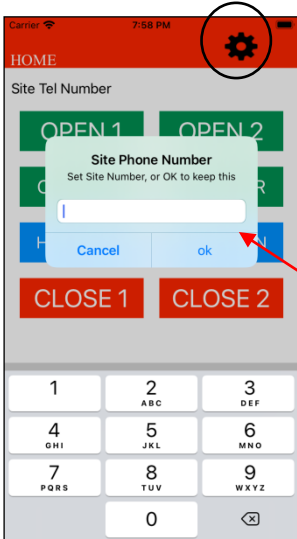 Carrier 7:58 PM
HOME
Site Tel Number
OPEN 1 OPEN 2
Site Phone Number
Set Site Number, or OK to keep this
Cancel ok
CLOSE 1 CLOSE 2
1 2 3
ABC DEF
4 5 6
GHI JKL MNO
7 8 9
PQRS TUV WXYZ
0